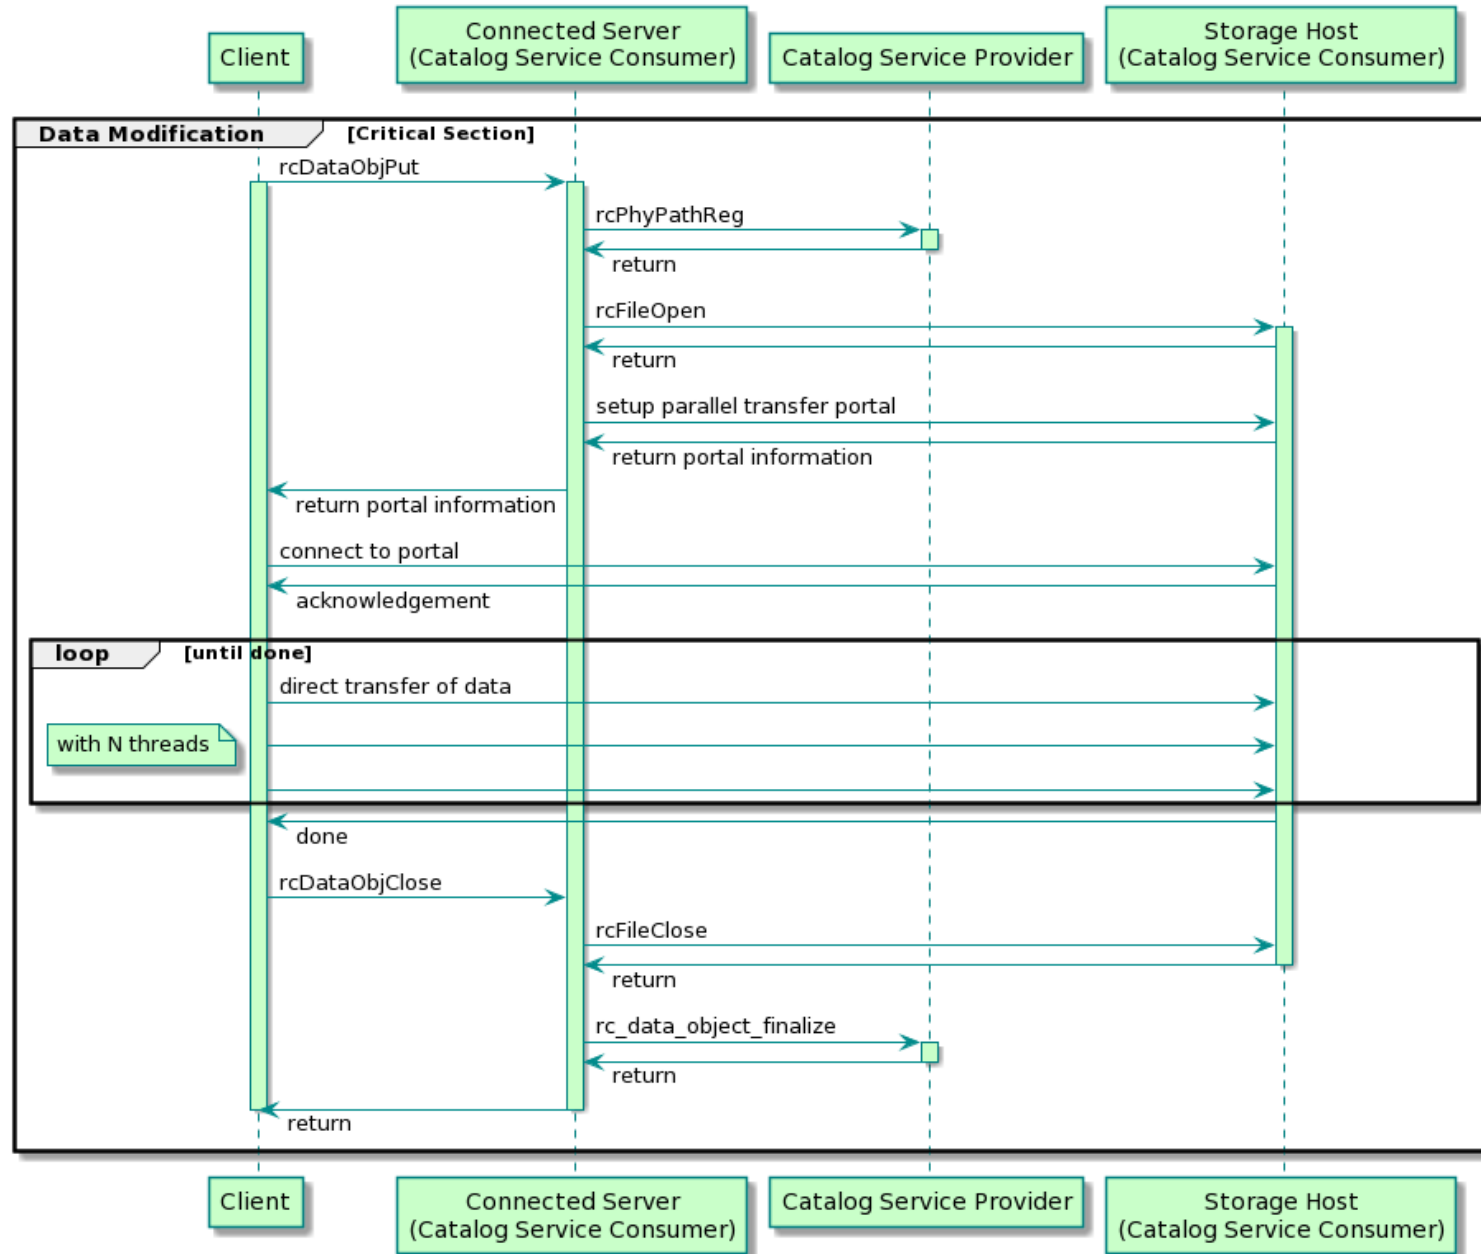 Client
Connected Server
(Catalog Service Consumer)
Catalog Service Provider
Storage Host
(Catalog Service Consumer)
Data Modification
[Critical Section]
rcDataObjPut
rcPhyPathReg
return
rcFileOpen
return
setup parallel transfer portal
return portal information
return portal information
connect to portal
acknowledgement
loop
[until done]
direct transfer of data
with N threads
done
rcDataObjClose
rcFileClose
return
rc_data_object_finalize
return
return
Client
Connected Server
(Catalog Service Consumer)
Catalog Service Provider
Storage Host
(Catalog Service Consumer)